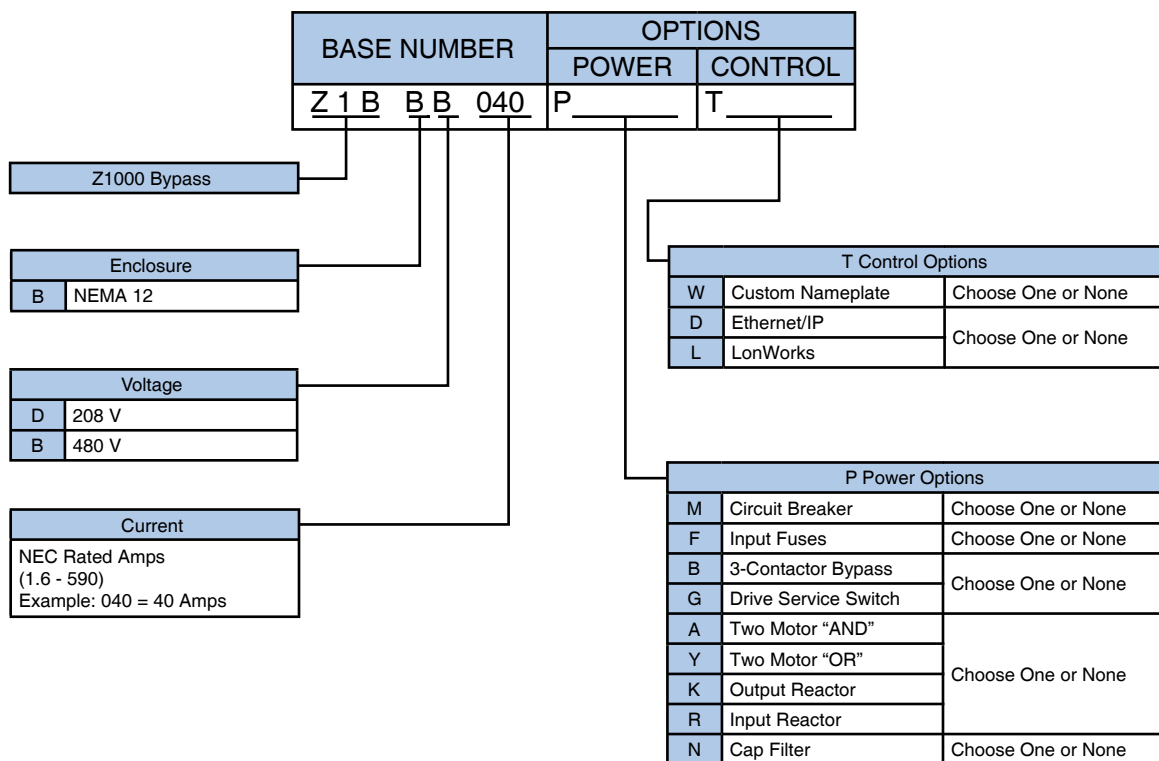 BASE NUMBER
OPTIONS
POWER
CONTROL
Z 1 B B B 040
P
T
Z1000 Bypass
Enclosure
B NEMA 12
Voltage
D 208 V
B 480 V
Current
NEC Rated Amps
(1.6 - 590)
Example: 040 = 40 Amps
T Control Options
W Custom Nameplate Choose One or None
D Ethernet/IP
Choose One or None
L LonWorks
P Power Options
M Circuit Breaker Choose One or None
F Input Fuses Choose One or None
B 3-Contactor Bypass
Choose One or None
G Drive Service Switch
A Two Motor “AND”
Y Two Motor “OR”
Choose One or None
K Output Reactor
R Input Reactor
N Cap Filter Choose One or None